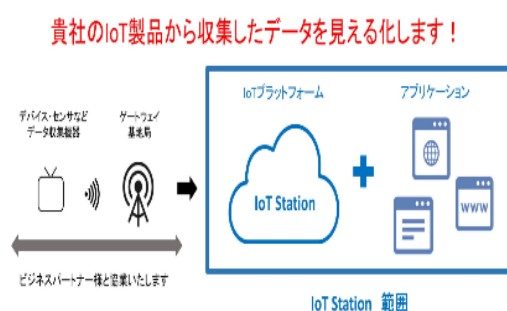 貴社のIoT製品から収集したデータを見える化します！
デバイス・センサなど
データ収集機器
ゲートウェイ
基地局
IoTプラットフォーム
アプリケーション
IoT Station
www
ビジネスパートナー様と協業いたします
IoT Station 範囲